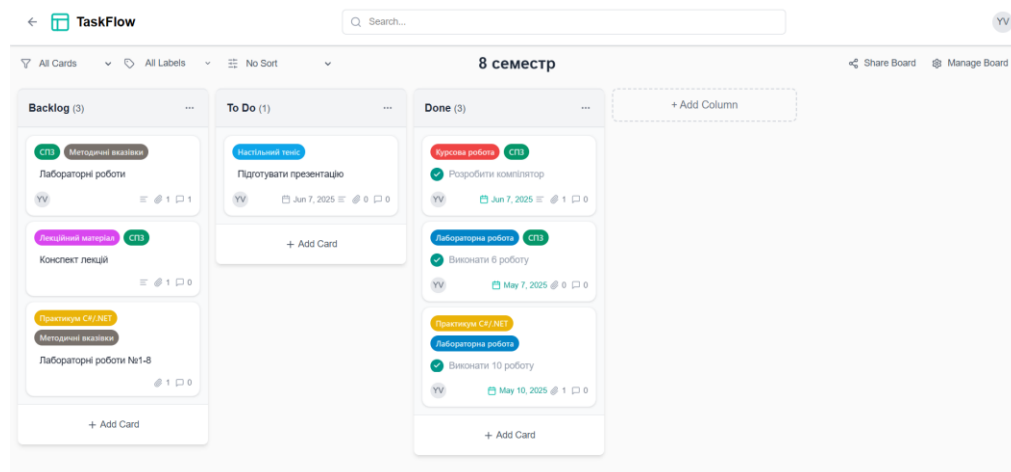 TaskFlow
Search...
YV
All Cards
All Labels
No Sort
8 семестр
Share Board
Manage Board
Backlog (3)
СПЗ Методичні вказівки
Лабораторні роботи
YV 1 1
Лекційний матеріал СПЗ
Конспект лекцій
1 0
Практикум C#/.NET
Методичні вказівки
Лабораторні роботи №1-8
1 0
+ Add Card
To Do (1)
Настільний теніс
Підготувати презентацію
YV Jun 7, 2025 0 0
+ Add Card
Done (3)
Курсова робота СПЗ
Розробити компілятор
YV Jun 7, 2025 1 0
Лабораторна робота СПЗ
Виконати 6 роботу
YV May 7, 2025 0 0
Практикум C#/.NET
Лабораторна робота
Виконати 10 роботу
YV May 10, 2025 1 0
+ Add Card
+ Add Column